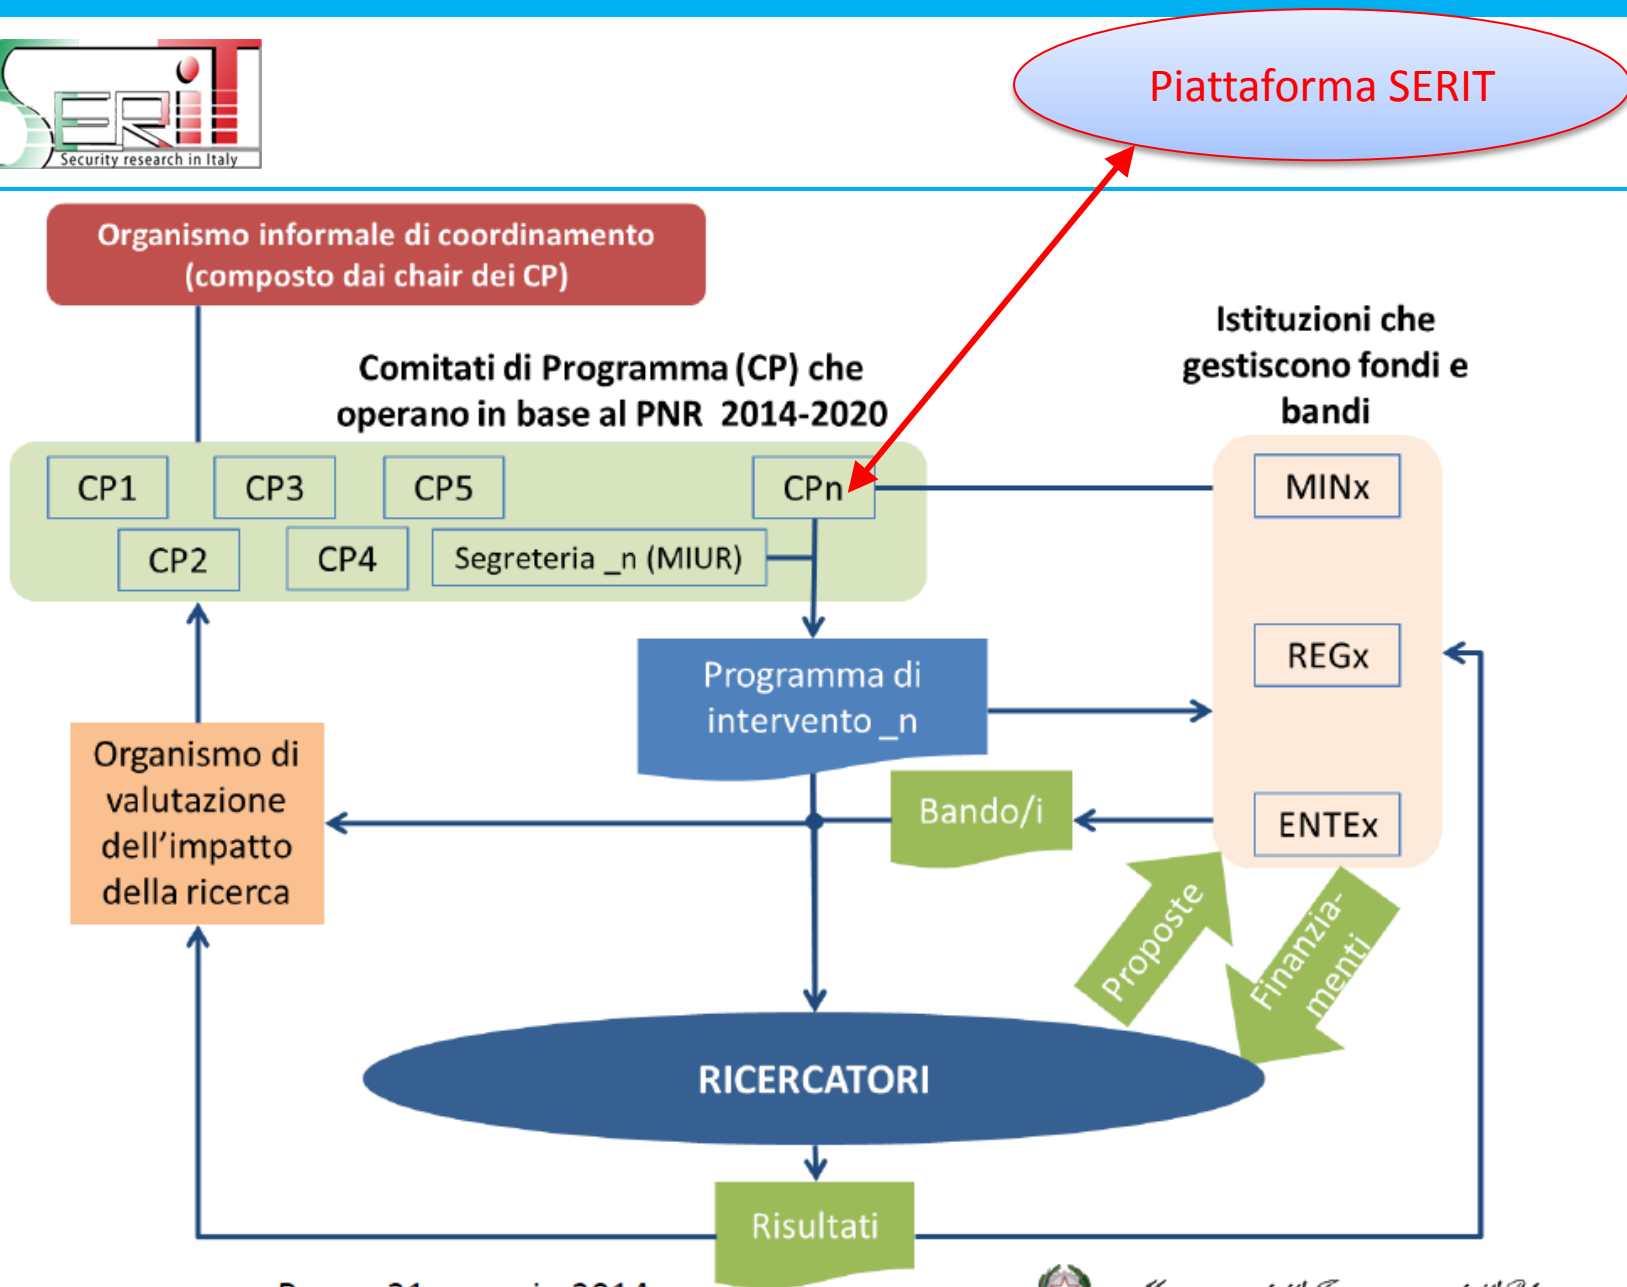 SERIT
Security research in Italy
Piattaforma SERIT
Organismo informale di coordinamento
(composto dai chair dei CP)
Comitati di Programma (CP) che
operano in base al PNR 2014-2020
Istituzioni che
gestiscono fondi e
bandi
CP1
CP3
CP5
CPn
CP2
CP4
Segreteria _n (MIUR)
MINx
REGx
ENTEx
Programma di
intervento _n
Bando/i
Organismo di
valutazione
dell'impatto
della ricerca
Proposte
Finanzia-
menti
RICERCATORI
Risultati
2014